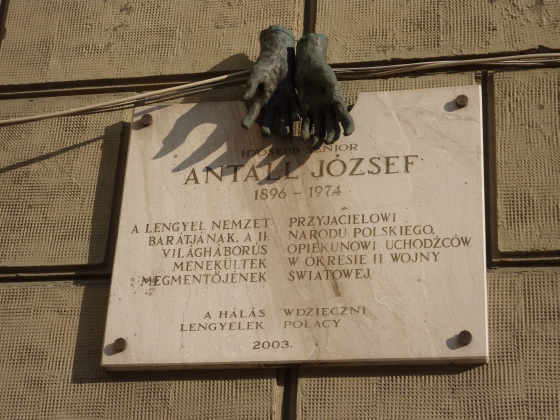 IDŐSEBB-SENIOR
ANTALL JÓZSEF
1896 – 1974
A LENGYEL NEMZET
BARÁTJÁNAK, A II.
VILÁGHÁBORÚS
MENEKÜLTEK
MEGMENTŐJÉNEK
PRZYJACIELOWI
NARODU POLSKIEGO,
OPIEKUNOWI UCHODŹCÓW
W OKRESIE II WOJNY
ŚWIATOWEJ
A HÁLÁS
LENGYELEK
WDZIECZNI
POLACY
2003.